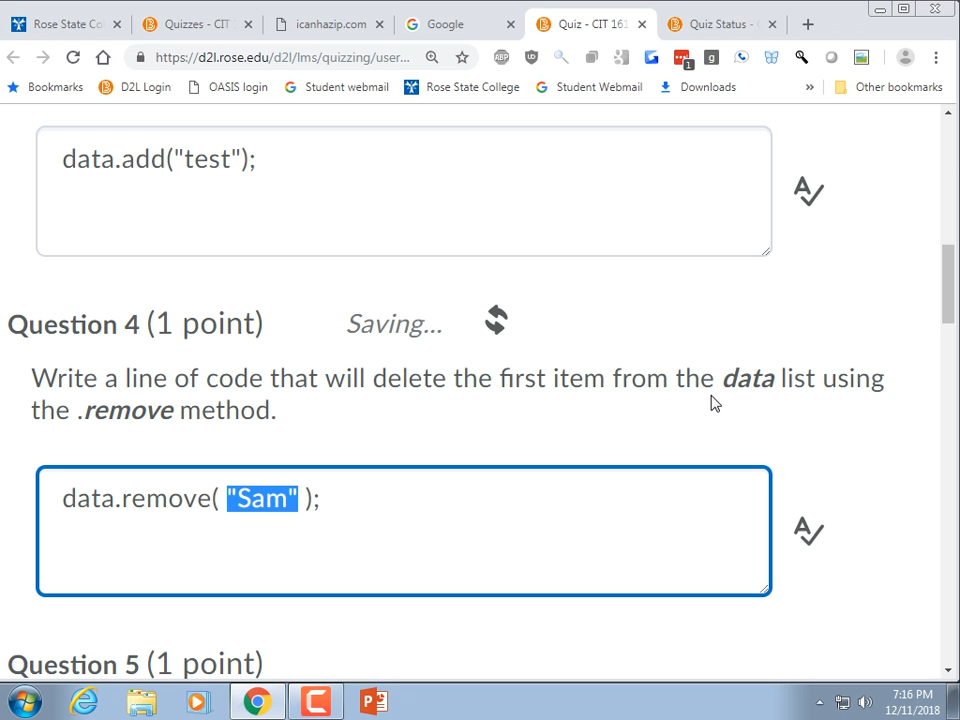 Rose State Co
Quizzes - CIT
icanhazip.com
Google
Quiz - CIT 161
Quiz Status - C
https://d2l.rose.edu/d2l/lms/quizzing/user...
ABP
1
g
Bookmarks
D2L Login
OASIS login
Student webmail
Rose State College
Student Webmail
Downloads
»
Other bookmarks
data.add("test");
Question 4 (1 point)
Saving...
Write a line of code that will delete the first item from the data list using
the .remove method.
data.remove( "Sam" );
Question 5 (1 point)
7:16 PM
12/11/2018